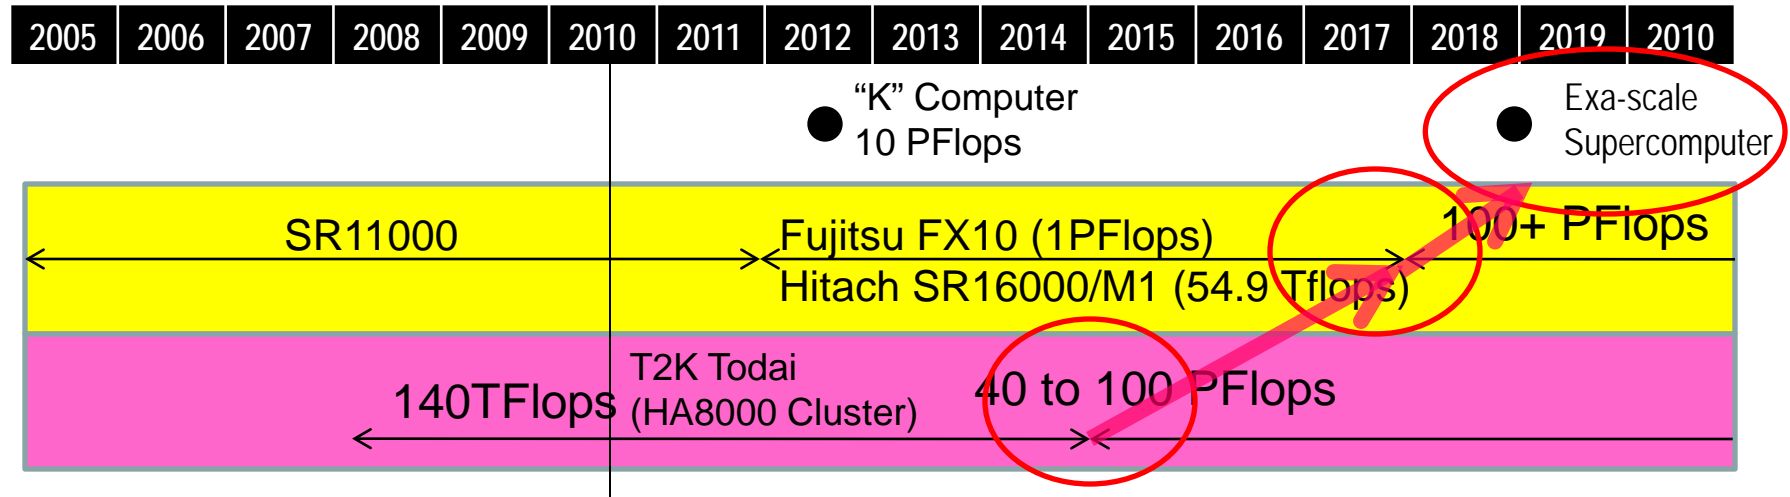 2005 2006 2007 2008 2009 2010 2011 2012 2013 2014 2015 2016 2017 2018 2019 2010
“K” Computer
10 PFlops
Exa-scale
Supercomputer
SR11000
Fujitsu FX10 (1PFlops)
Hitach SR16000/M1 (54.9 Tflops)
100+ PFlops
140TFlops
T2K Todai
(HA8000 Cluster)
40 to 100 PFlops